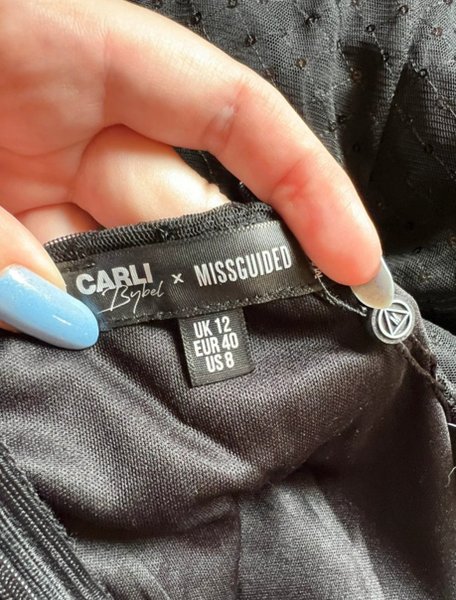 CARLI Bybel x MISSGUIDED
UK 12
EUR 40
US 8